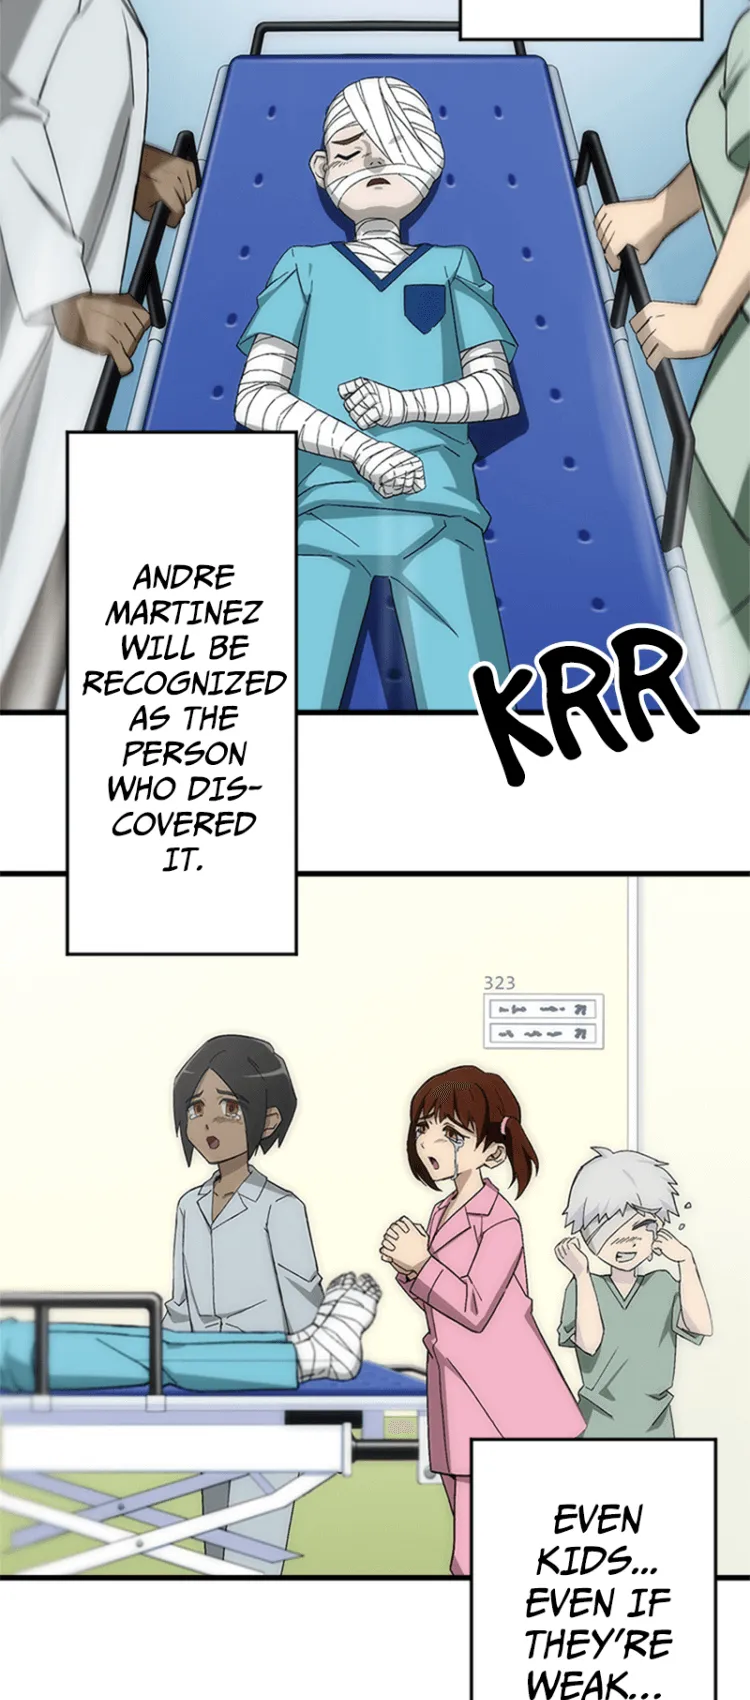 ANDRE
MARTINEZ
WILL BE
RECOGNIZED
AS THE
PERSON
WHO DIS-
COVERED
IT.
KRR
323
EVEN
KIDS...
EVEN IF
THEY'RE
WEAK...